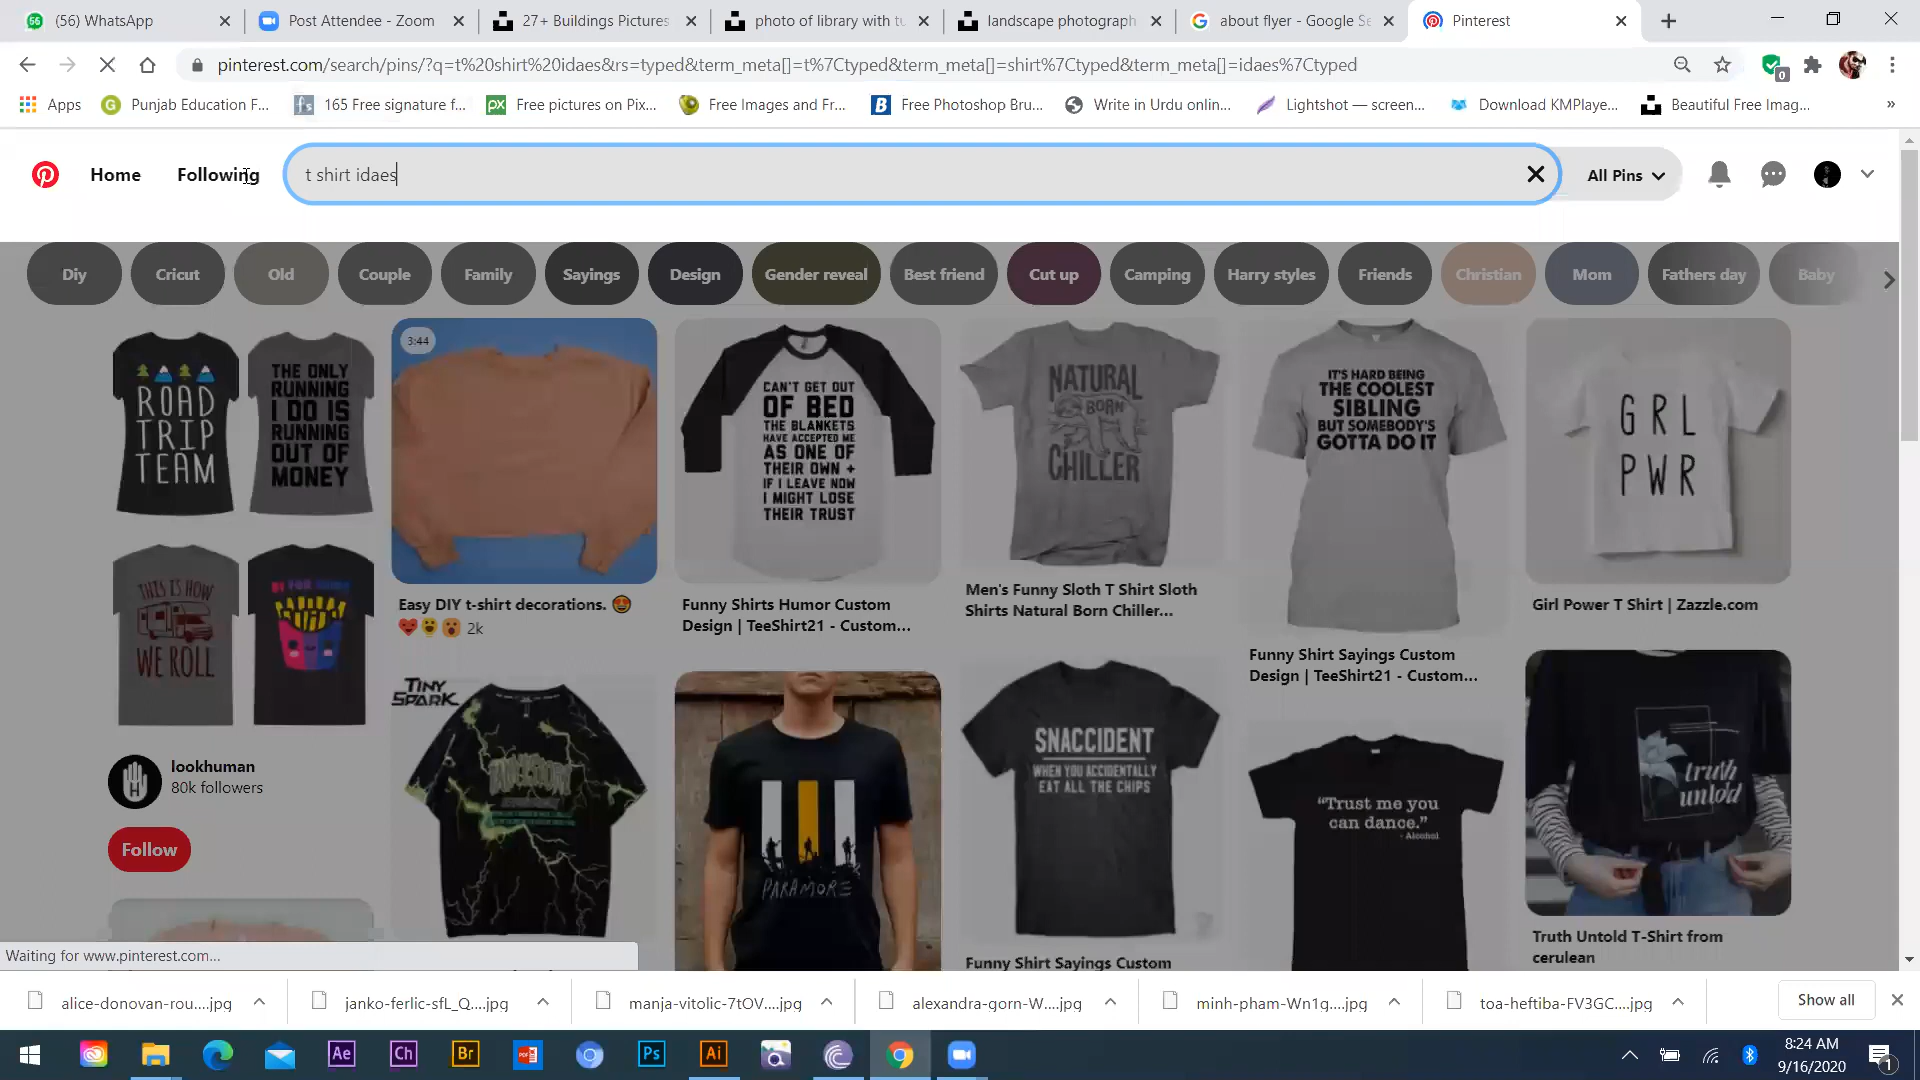 (56) WhatsApp
Post Attendee - Zoom
27+ Buildings Pictures
photo of library with tu
landscape photograph
about flyer - Google Se
Pinterest
pinterest.com/search/pins/?q=t%20shirt%20idaes&rs=typed&term_meta[]=t%7Ctyped&term_meta[]=shirt%7Ctyped&term_meta[]=idaes%7Ctyped
0
Apps
Punjab Education F...
165 Free signature f...
Free pictures on Pix...
Free Images and Fr...
Free Photoshop Bru...
Write in Urdu onlin...
Lightshot — screen...
Download KMPlaye...
Beautiful Free Imag...
»
Home
Following
t shirt idaes
All Pins
Diy
Cricut
Old
Couple
Family
Sayings
Design
Gender reveal
Best friend
Cut up
Camping
Harry styles
Friends
Christian
Mom
Fathers day
Baby
ROAD
TRIP
TEAM
THE ONLY
RUNNING
I DO IS
RUNNING
OUT OF
MONEY
THIS IS HOW
WE ROLL
lookhuman
80k followers
Follow
3:44
Easy DIY t-shirt decorations. 😍
2k
TINY
SPARK
CAN'T GET OUT
OF BED
THE BLANKETS
HAVE ACCEPTED ME
AS ONE OF
THEIR OWN +
IF I LEAVE NOW
I MIGHT LOSE
THEIR TRUST
Funny Shirts Humor Custom
Design | TeeShirt21 - Custom...
PARAMORE
NATURAL
BORN
CHILLER
Men's Funny Sloth T Shirt Sloth
Shirts Natural Born Chiller...
SNACCIDENT
WHEN YOU ACCIDENTALLY
EAT ALL THE CHIPS
Funny Shirt Sayings Custom
IT'S HARD BEING
THE COOLEST
SIBLING
BUT SOMEBODY'S
GOTTA DO IT
Funny Shirt Sayings Custom
Design | TeeShirt21 - Custom...
“Trust me you
can dance.”
- Alcohol
GRL
PWR
Girl Power T Shirt | Zazzle.com
truth
untold
Truth Untold T-Shirt from
cerulean
Waiting for www.pinterest.com...
alice-donovan-rou....jpg
janko-ferlic-sfL_Q....jpg
manja-vitolic-7tOV....jpg
alexandra-gorn-W....jpg
minh-pham-Wn1g....jpg
toa-heftiba-FV3GC....jpg
Show all
Ae
Ch
Br
PDF
Ps
Ai
8:24 AM
9/16/2020
1